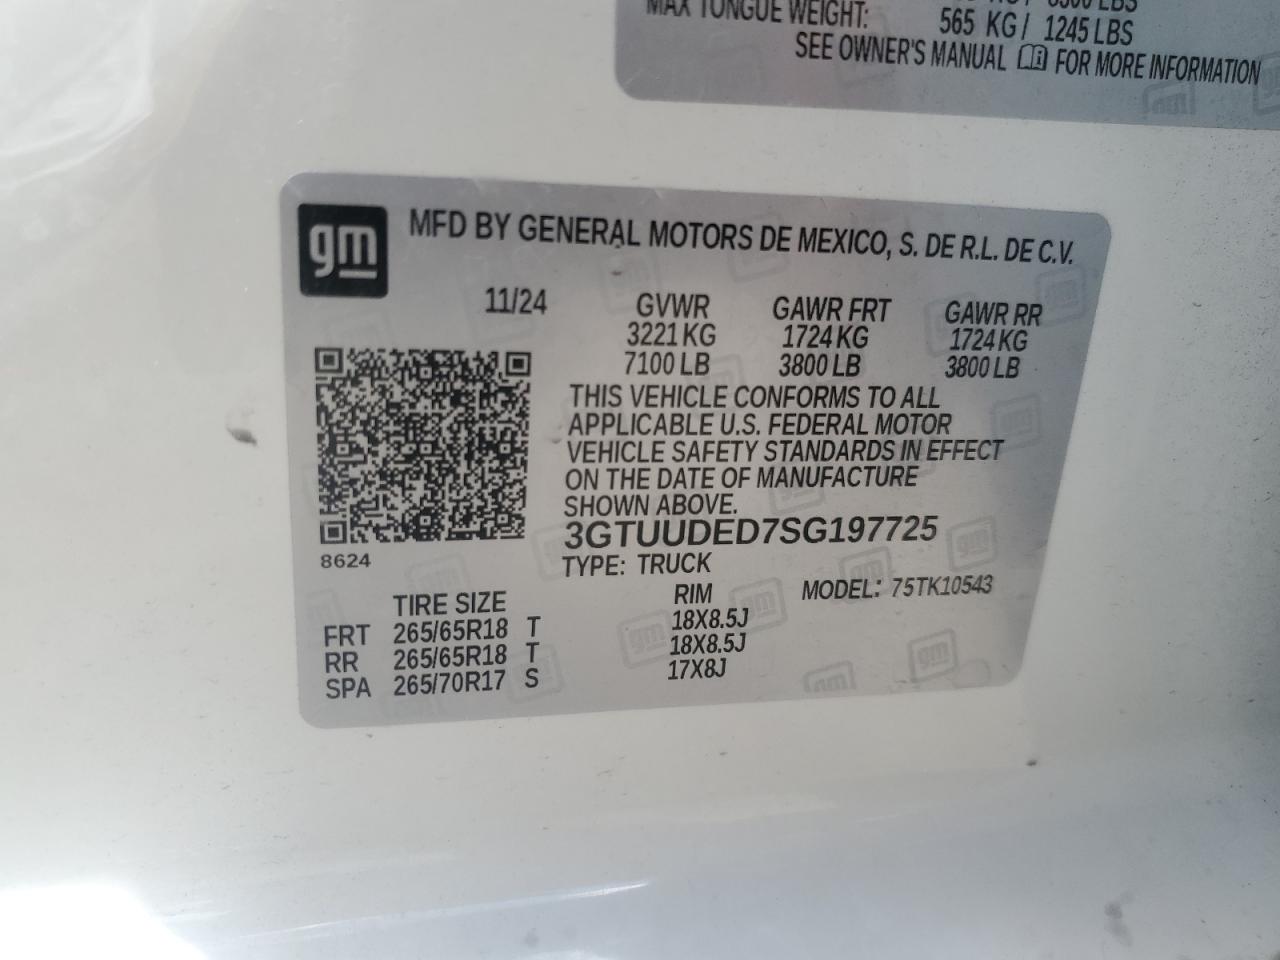 MAX TONGUE WEIGHT: 565 KG / 1245 LBS
SEE OWNER'S MANUAL FOR MORE INFORMATION
gm MFD BY GENERAL MOTORS DE MEXICO, S. DE R.L. DE C.V.
11/24 GVWR GAWR FRT GAWR RR
3221 KG 1724 KG 1724 KG
7100 LB 3800 LB 3800 LB
THIS VEHICLE CONFORMS TO ALL
APPLICABLE U.S. FEDERAL MOTOR
VEHICLE SAFETY STANDARDS IN EFFECT
ON THE DATE OF MANUFACTURE
SHOWN ABOVE.
3GTUUDED7SG197725
8624 TYPE: TRUCK
TIRE SIZE RIM MODEL: 75TK10543
FRT 265/65R18 T 18X8.5J
RR 265/65R18 T 18X8.5J
SPA 265/70R17 S 17X8J